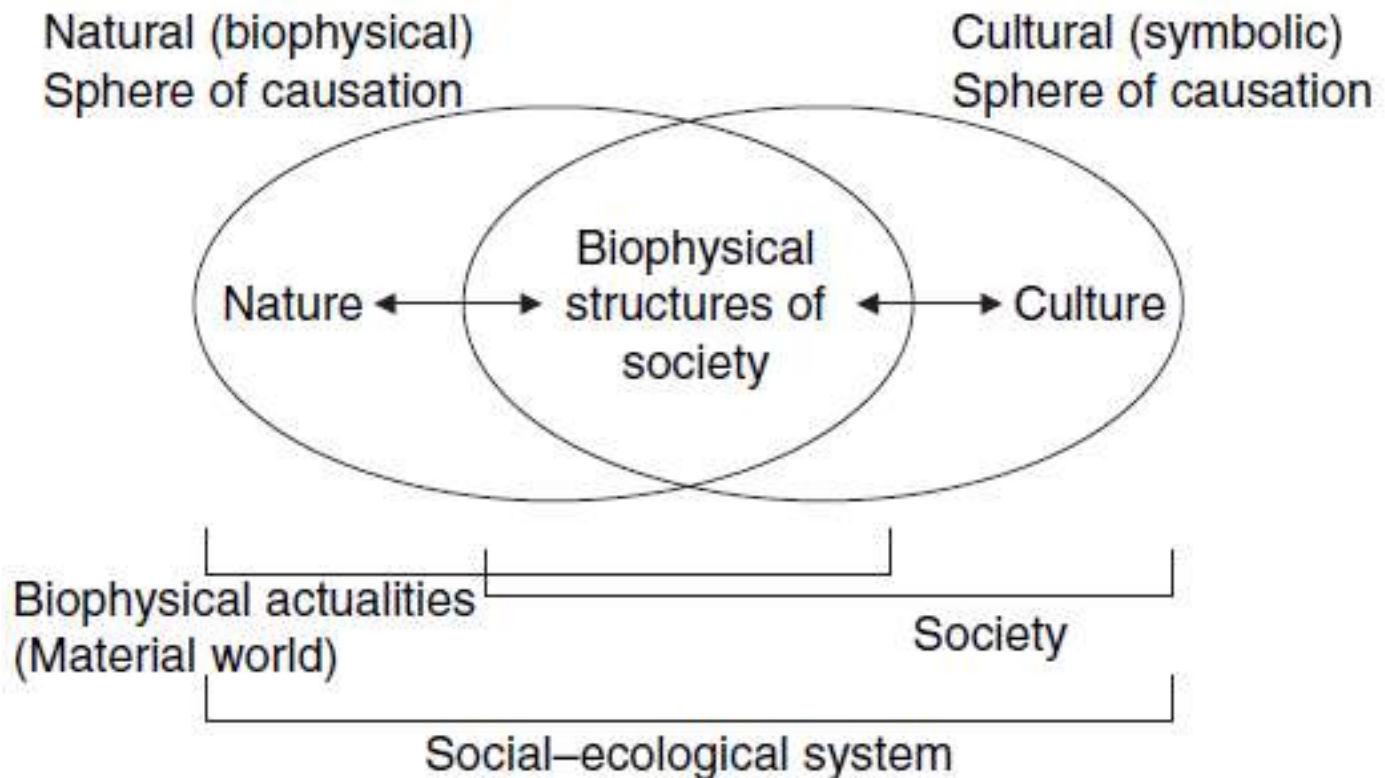 Natural (biophysical)
Sphere of causation
Cultural (symbolic)
Sphere of causation
Nature
Biophysical
structures of
society
Culture
Biophysical actualities
(Material world)
Society
Social–ecological system